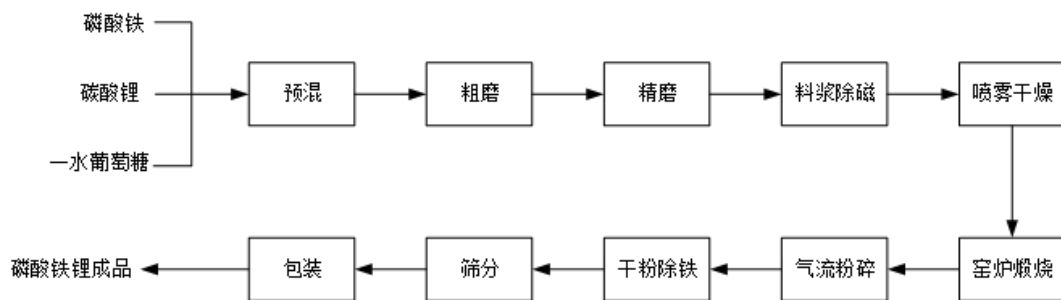 磷酸铁
碳酸锂
一水葡萄糖
预混
粗磨
精磨
料浆除磁
喷雾干燥
窑炉煅烧
气流粉碎
干粉除铁
筛分
包装
磷酸铁锂成品